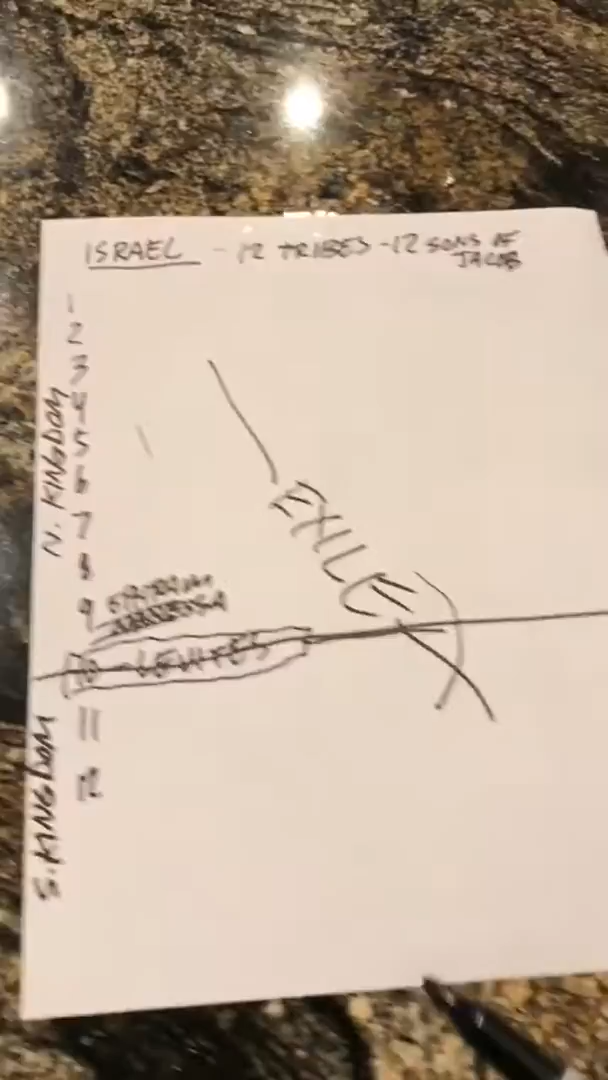 ISRAEL - 12 TRIBES - 12 SONS OF
JACOB
1
2
3
4
5
6
7
8
9 EPHRAIM
MANESSA
10 LEVITES
11
12
N. KINGDOM
S. KINGDOM
EXILE